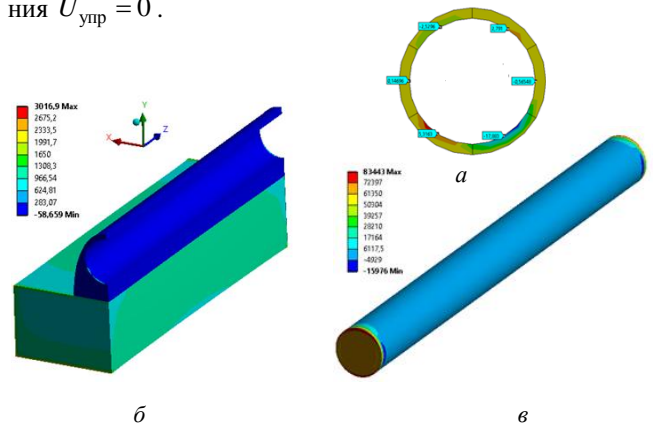 ния U упр = 0 .
3016,9 Max
2675,2
2333,5
1991,7
1650
1308,3
966,54
624,81
283,07
-58,659 Min
Y
X
Z
а
83443 Max
72397
61350
50304
39257
28210
17164
6117,5
-4929
-15976 Min
б
в